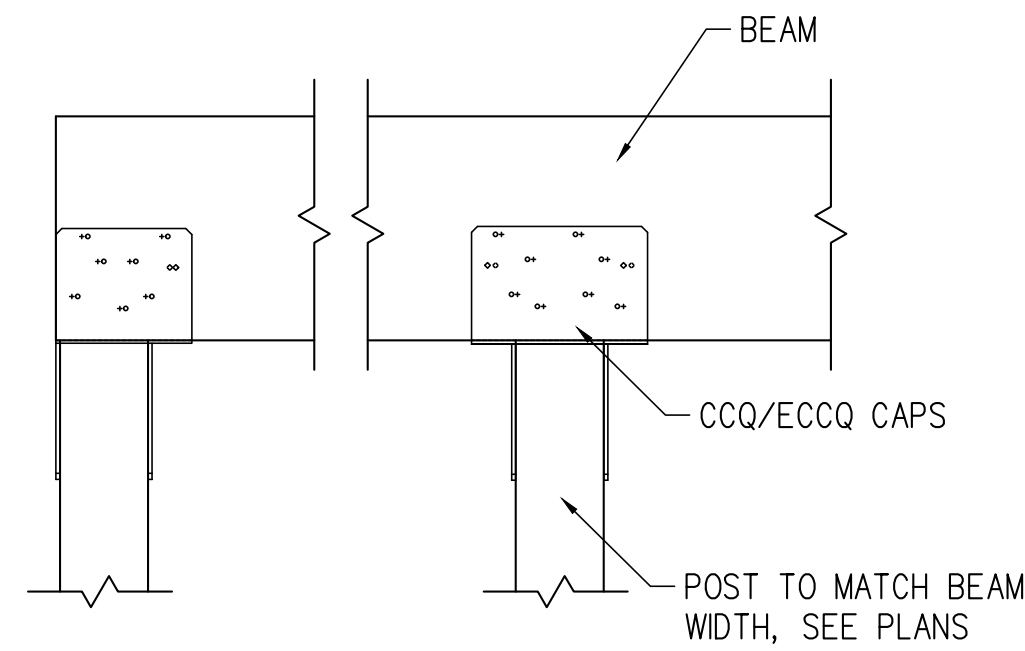 BEAM
CCQ/ECCQ CAPS
POST TO MATCH BEAM
WIDTH, SEE PLANS